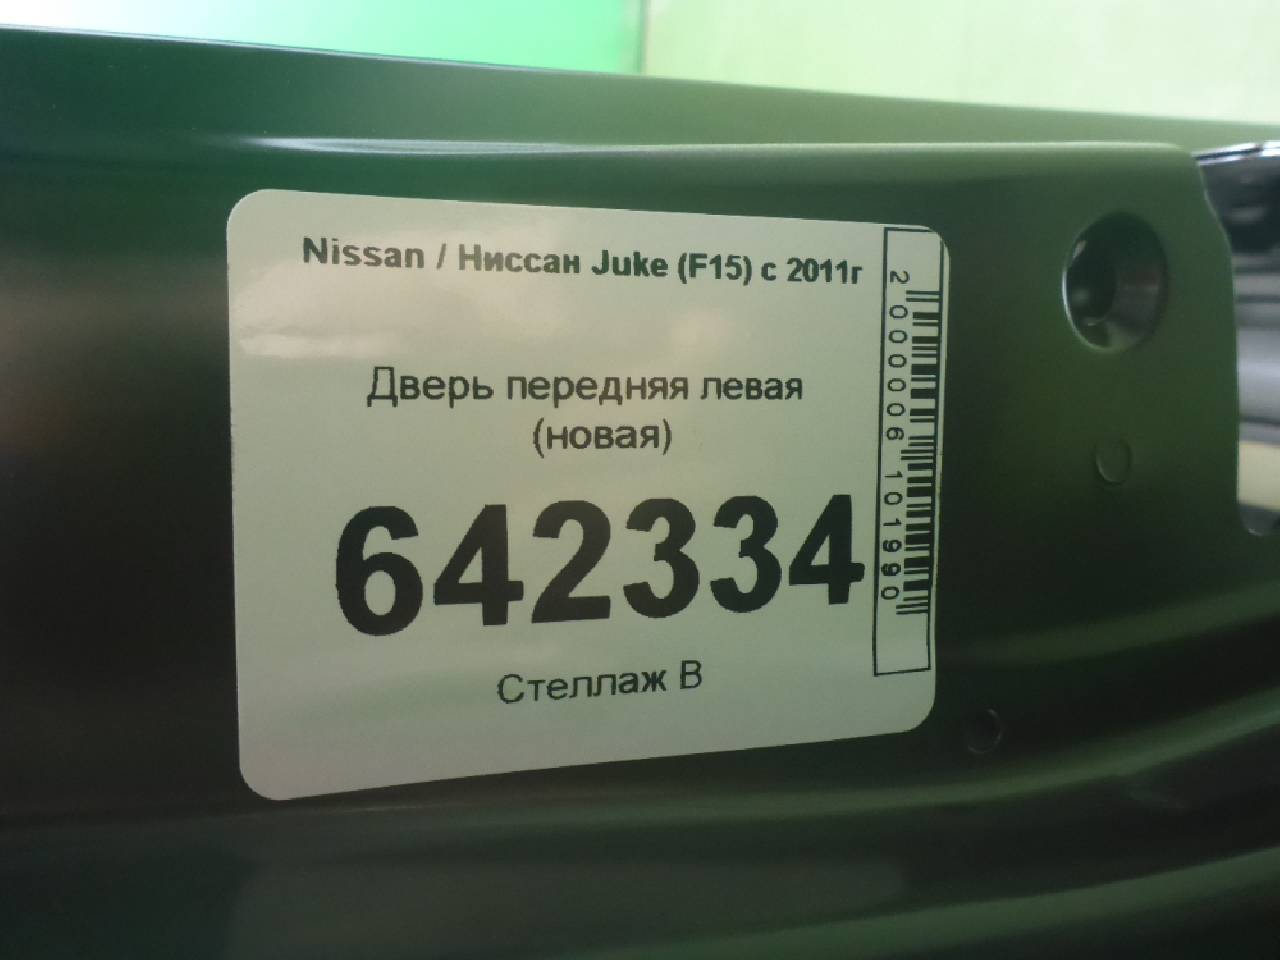 Nissan / Ниссан Juke (F15) с 2011г
Дверь передняя левая
(новая)
642334
Стеллаж В
2000006101990